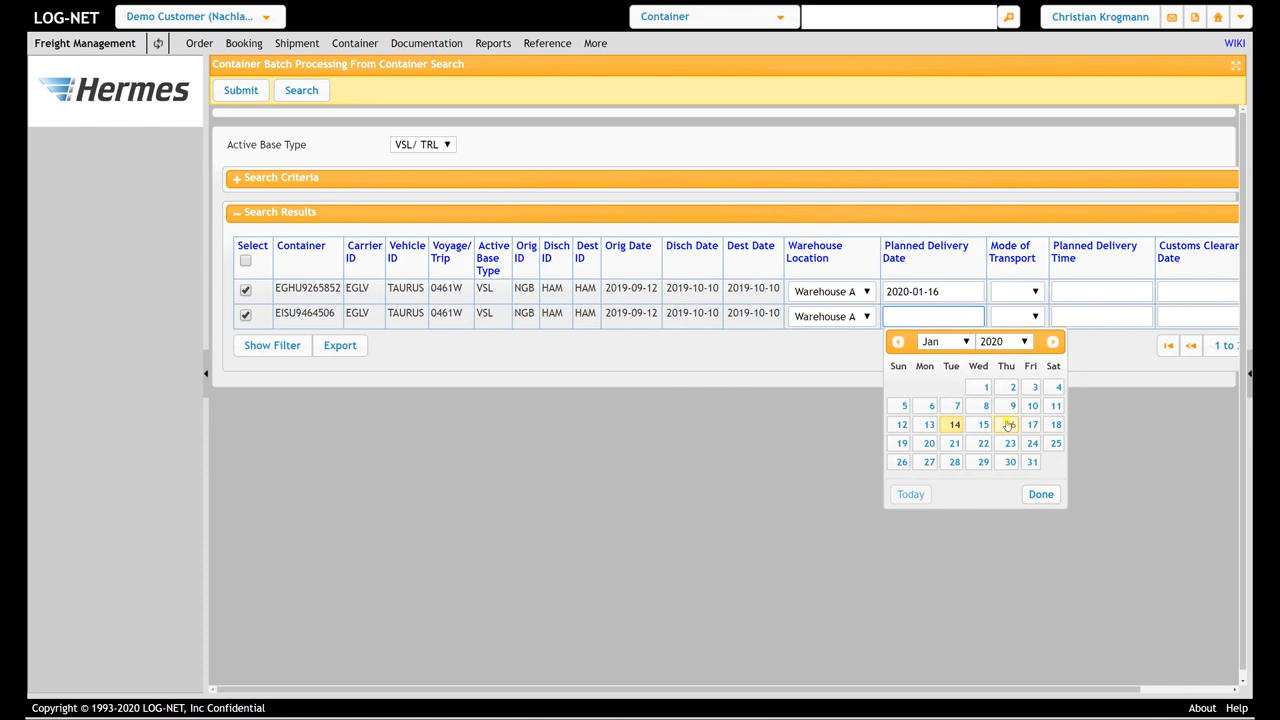 LOG-NET
Demo Customer (Nachla...
Container
Christian Krogmann
Freight Management
Order
Booking
Shipment
Container
Documentation
Reports
Reference
More
WIKI
Hermes
Container Batch Processing From Container Search
Submit
Search
Active Base Type
VSL/ TRL
+ Search Criteria
− Search Results
Select Container Carrier ID Vehicle ID Voyage/ Trip Active Base Type Orig ID Disch ID Dest ID Orig Date Disch Date Dest Date Warehouse Location Planned Delivery Date Mode of Transport Planned Delivery Time Customs Clearan Date
EGHU9265852 EGLV TAURUS 0461W VSL NGB HAM HAM 2019-09-12 2019-10-10 2019-10-10 Warehouse A 2020-01-16
EISU9464506 EGLV TAURUS 0461W VSL NGB HAM HAM 2019-09-12 2019-10-10 2019-10-10 Warehouse A
Show Filter
Export
1 to
Jan 2020
Sun Mon Tue Wed Thu Fri Sat
1 2 3 4
5 6 7 8 9 10 11
12 13 14 15 16 17 18
19 20 21 22 23 24 25
26 27 28 29 30 31
Today
Done
Copyright © 1993-2020 LOG-NET, Inc Confidential
About
Help